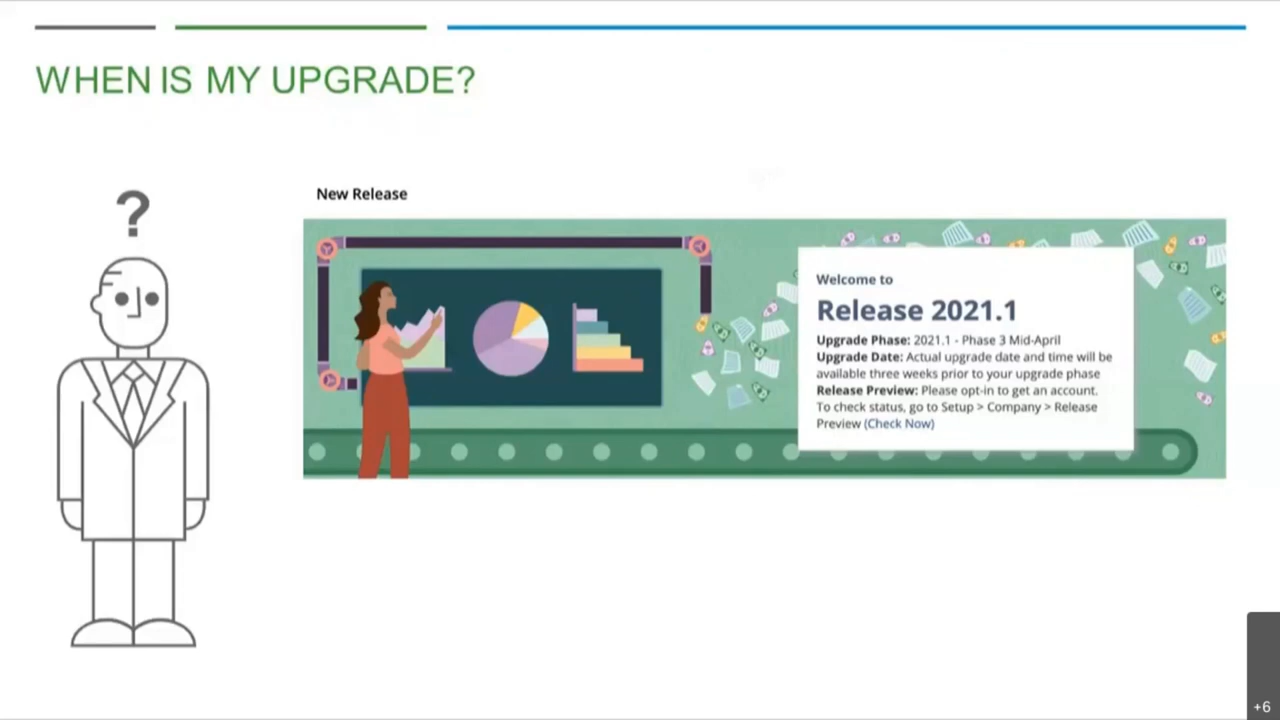 WHEN IS MY UPGRADE?
?
New Release
Welcome to
Release 2021.1
Upgrade Phase: 2021.1 - Phase 3 Mid-April
Upgrade Date: Actual upgrade date and time will be
available three weeks prior to your upgrade phase
Release Preview: Please opt-in to get an account.
To check status, go to Setup > Company > Release
Preview (Check Now)
+6